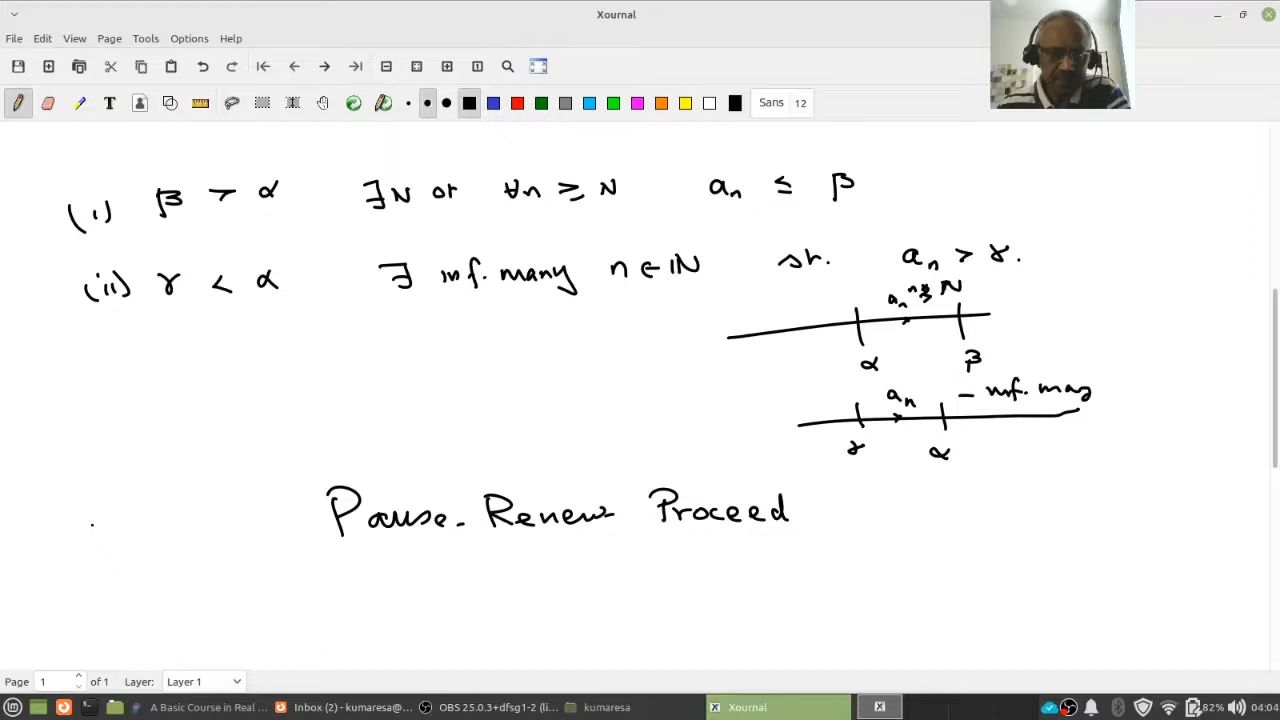 Xournal
File Edit View Page Tools Options Help
Sans 12
(i) β > α ∃N or ∀n ≥ N aₙ ≤ β
(ii) γ < α ∃ inf. many n ∈ ℕ st. aₙ > γ.
aₙ n ≥ N
α β
aₙ - inf. many
γ α
Pause. Renew Proceed
Page 1 of 1 Layer: Layer 1
A Basic Course in Real ... Inbox (2) - kumaresa@... OBS 25.0.3+dfsg1-2 (li... kumaresa Xournal 82% 04:04